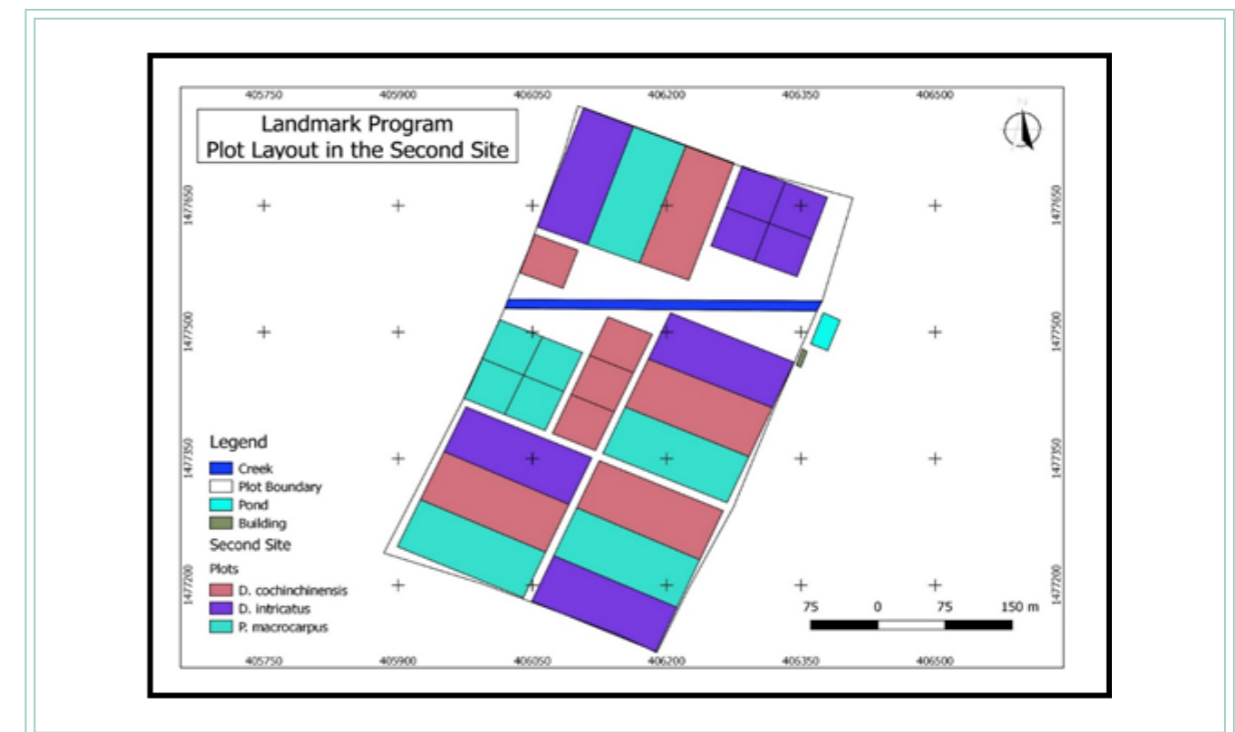 405750 405900 406050 406200 406350 406500
Landmark Program
Plot Layout in the Second Site
N
1477650 1477650
1477500 1477500
1477350 1477350
1477200 1477200
Legend
Creek
Plot Boundary
Pond
Building
Second Site
Plots
D. cochinchinensis
D. intricatus
P. macrocarpus
75 0 75 150 m
405750 405900 406050 406200 406350 406500